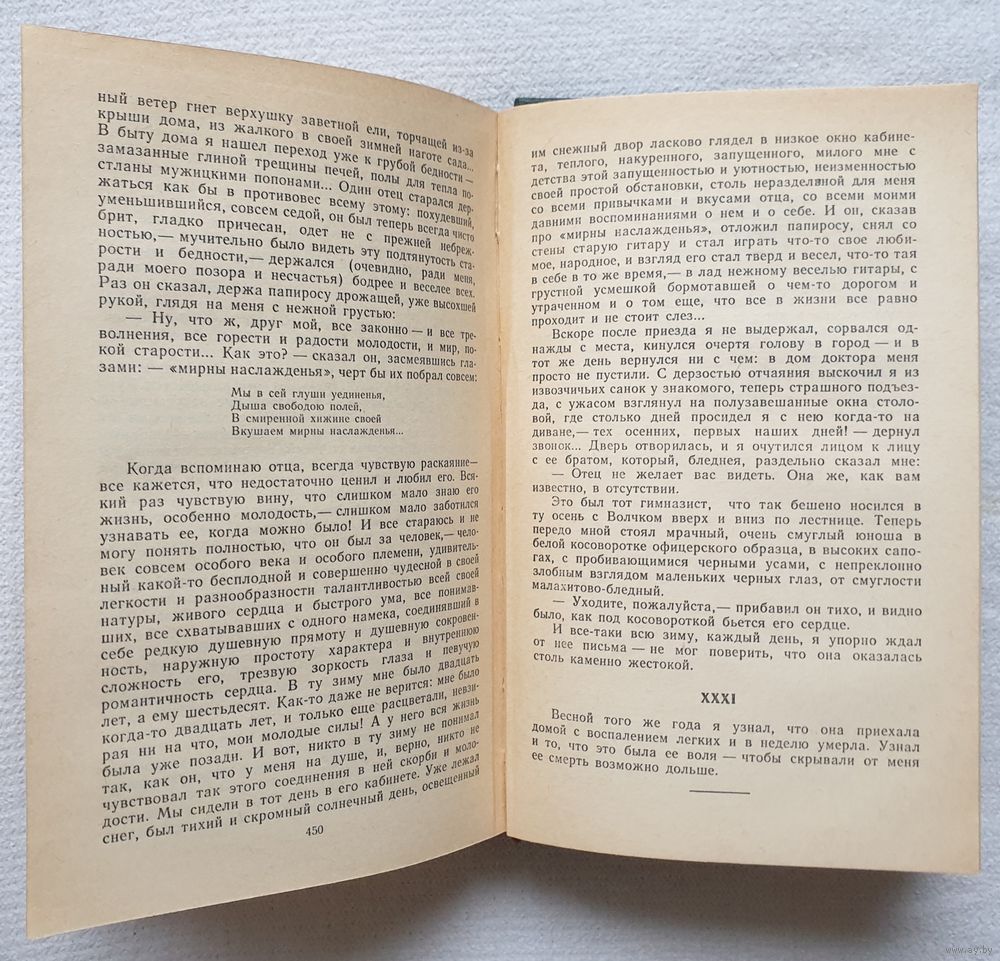 ный ветер гнет верхушку заветной ели, торчащей из-за
крыши дома, из жалкого в своей зимней наготе сада...
В быту дома я нашел переход уже к грубой бедности —
замазанные глиной трещины печей, полы для тепла по-
стланы мужицкими попонами... Один отец старался дер-
жаться как бы в противовес всему этому: похудевший,
уменьшившийся, совсем седой, он был теперь всегда чисто
брит, гладко причесан, одет не с прежней небреж-
ностью,— мучительно было видеть эту подтянутость ста-
рости и бедности,— держался (очевидно, ради меня,
ради моего позора и несчастья) бодрее и веселее всех.
Раз он сказал, держа папиросу дрожащей, уже высохшей
рукой, глядя на меня с нежной грустью:
— Ну, что ж, друг мой, все законно — и все тре-
волнения, все горести и радости молодости, и мир, по-
кой старости... Как это? — сказал он, засмеявшись гла-
зами: — «мирны наслажденья», черт бы их побрал совсем:
Мы в сей глуши уединенья,
Дыша свободою полей,
В смиренной хижине своей
Вкушаем мирны наслажденья...
Когда вспоминаю отца, всегда чувствую раскаяние—
все кажется, что недостаточно ценил и любил его. Вся-
кий раз чувствую вину, что слишком мало знаю его
жизнь, особенно молодость,— слишком мало заботился
узнавать ее, когда можно было! И все стараюсь и не
могу понять полностью, что он был за человек,— чело-
век совсем особого века и особого племени, удивитель-
ный какой-то бесплодной и совершенно чудесной в своей
легкости и разнообразности талантливостью всей своей
натуры, живого сердца и быстрого ума, все понимав-
ших, все схватывавших с одного намека, соединявший в
себе редкую душевную прямоту и душевную сокровен-
ность, наружную простоту характера и внутреннюю
сложность его, трезвую зоркость глаза и певучую
романтичность сердца. В ту зиму мне было двадцать
лет, а ему шестьдесят. Как-то даже не верится: мне было
когда-то двадцать лет, и только еще расцветали, невзи-
рая ни на что, мои молодые силы! А у него вся жизнь
была уже позади. И вот, никто в ту зиму не понимал
так, как он, что у меня на душе, и, верно, никто не
чувствовал так этого соединения в ней скорби и моло-
дости. Мы сидели в тот день в его кабинете. Уже лежал
снег, был тихий и скромный солнечный день, освещенный
450
им снежный двор ласково глядел в низкое окно кабине-
та, теплого, накуренного, запущенного, милого мне с
детства этой запущенностью и уютностью, неизменностью
своей простой обстановки, столь нераздельной для меня
со всеми привычками и вкусами отца, со всеми моими
давними воспоминаниями о нем и о себе. И он, сказав
про «мирны наслажденья», отложил папиросу, снял со
стены старую гитару и стал играть что-то свое люби-
мое, народное, и взгляд его стал тверд и весел, что-то тая
в себе в то же время,— в лад нежному веселью гитары, с
грустной усмешкой бормотавшей о чем-то дорогом и
утраченном и о том еще, что все в жизни все равно
проходит и не стоит слез...
Вскоре после приезда я не выдержал, сорвался од-
нажды с места, кинулся очертя голову в город — и в
тот же день вернулся ни с чем: в дом доктора меня
просто не пустили. С дерзостью отчаяния выскочил я из
извозчичьих санок у знакомого, теперь страшного подъез-
да, с ужасом взглянул на полузавешанные окна столо-
вой, где столько дней просидел я с нею когда-то на
диване,— тех осенних, первых наших дней! — дернул
звонок... Дверь отворилась, и я очутился лицом к лицу
с ее братом, который, бледнея, раздельно сказал мне:
— Отец не желает вас видеть. Она же, как вам
известно, в отсутствии.
Это был тот гимназист, что так бешено носился в
ту осень с Волчком вверх и вниз по лестнице. Теперь
передо мной стоял мрачный, очень смуглый юноша в
белой косоворотке офицерского образца, в высоких сапо-
гах, с пробивающимися черными усами, с непреклонно
злобным взглядом маленьких черных глаз, от смуглости
малахитово-бледный.
— Уходите, пожалуйста,— прибавил он тихо, и видно
было, как под косовороткой бьется его сердце.
И все-таки всю зиму, каждый день, я упорно ждал
от нее письма — не мог поверить, что она оказалась
столь каменно жестокой.
XXXI
Весной того же года я узнал, что она приехала
домой с воспалением легких и в неделю умерла. Узнал
и то, что это была ее воля — чтобы скрывали от меня
ее смерть возможно дольше.
www.ay.by